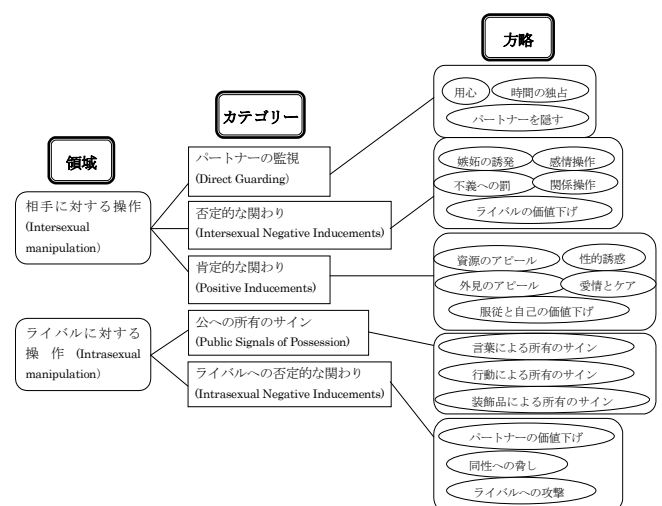 方略
カテゴリー
領域
用心
時間の独占
パートナーを隠す
パートナーの監視
(Direct Guarding)
嫉妬の誘発
感情操作
不義への罰
関係操作
ライバルの価値下げ
相手に対する操作
(Intersexual
manipulation)
否定的な関わり
(Intersexual Negative Inducements)
肯定的な関わり
(Positive Inducements)
資源のアピール
性的誘惑
外見のアピール
愛情とケア
服従と自己の価値下げ
ライバルに対する
操作 (Intrasexual
manipulation)
公への所有のサイン
(Public Signals of Possession)
ライバルへの否定的な関わり
(Intrasexual Negative Inducements)
言葉による所有のサイン
行動による所有のサイン
装飾品による所有のサイン
パートナーの価値下げ
同性への脅し
ライバルへの攻撃